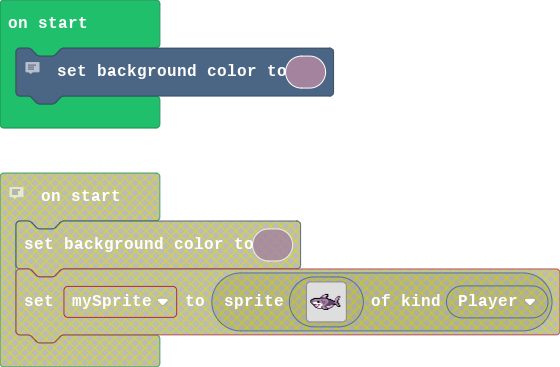 on start
set background color to
on start
set background color to
set mySprite to sprite of kind Player